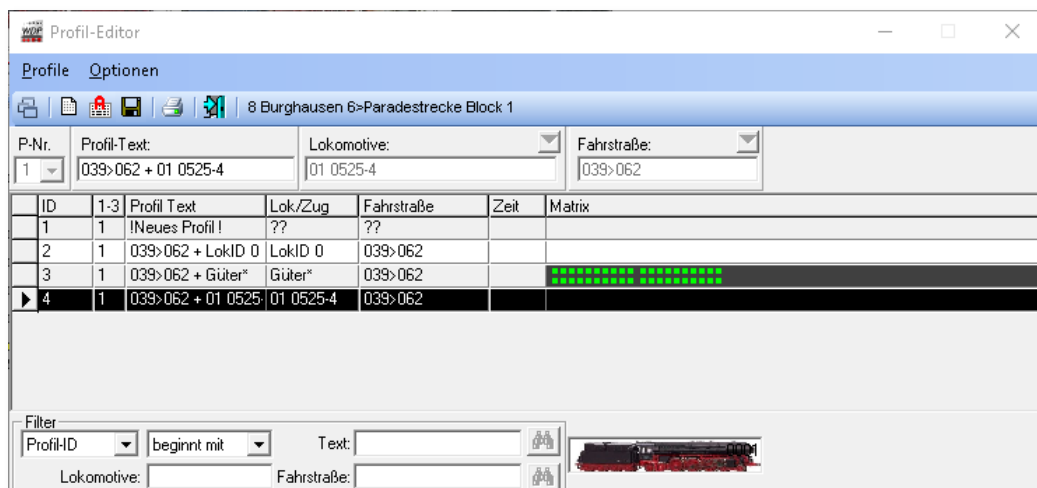 WDP Profil-Editor
Profile Optionen
8 Burghausen 6>Paradestrecke Block 1
P-Nr. Profil-Text: Lokomotive: Fahrstraße:
1 039>062 + 01 0525-4 01 0525-4 039>062
ID 1-3 Profil Text Lok/Zug Fahrstraße Zeit Matrix
1 1 !Neues Profil ! ?? ??
2 1 039>062 + LokID 0 LokID 0 039>062
3 1 039>062 + Güter* Güter* 039>062
4 1 039>062 + 01 0525- 01 0525-4 039>062
Filter
Profil-ID beginnt mit Text:
Lokomotive: Fahrstraße:
0001